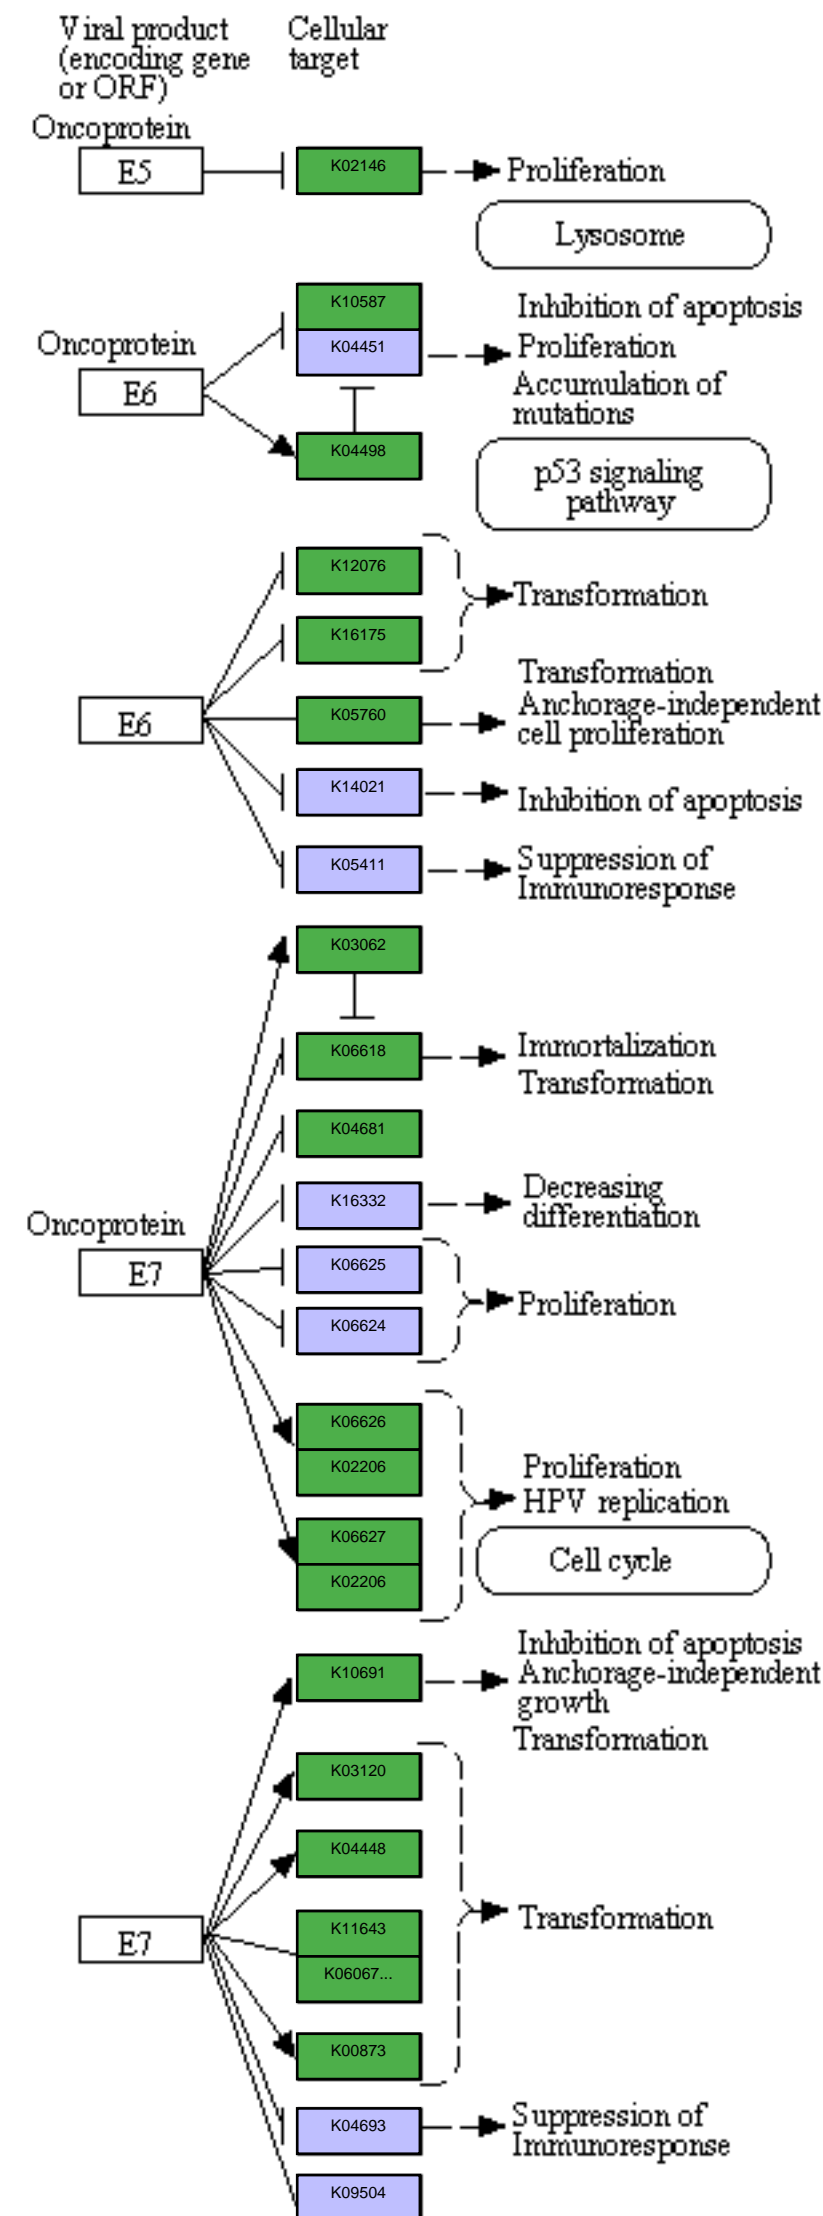 Viral product
(encoding gene
or ORF)
Cellular
target
Oncoprotein
E5
K02146
Proliferation
Lysosome
Oncoprotein
E6
K10587
K04451
K04498
Inhibition of apoptosis
Proliferation
Accumulation of
mutations
p53 signaling
pathway
E6
K12076
K16175
Transformation
K05760
Transformation
Anchorage-independent
cell proliferation
K14021
Inhibition of apoptosis
K05411
Suppression of
Immunoresponse
Oncoprotein
E7
K03062
K06618
Immortalization
Transformation
K04681
K16332
Decreasing
differentiation
K06625
K06624
Proliferation
K06626
K02206
K06627
K02206
Proliferation
HPV replication
Cell cycle
E7
K10691
Inhibition of apoptosis
Anchorage-independent
growth
Transformation
K03120
K04448
K11643
K06067...
K00873
Transformation
K04693
Suppression of
Immunoresponse
K09504